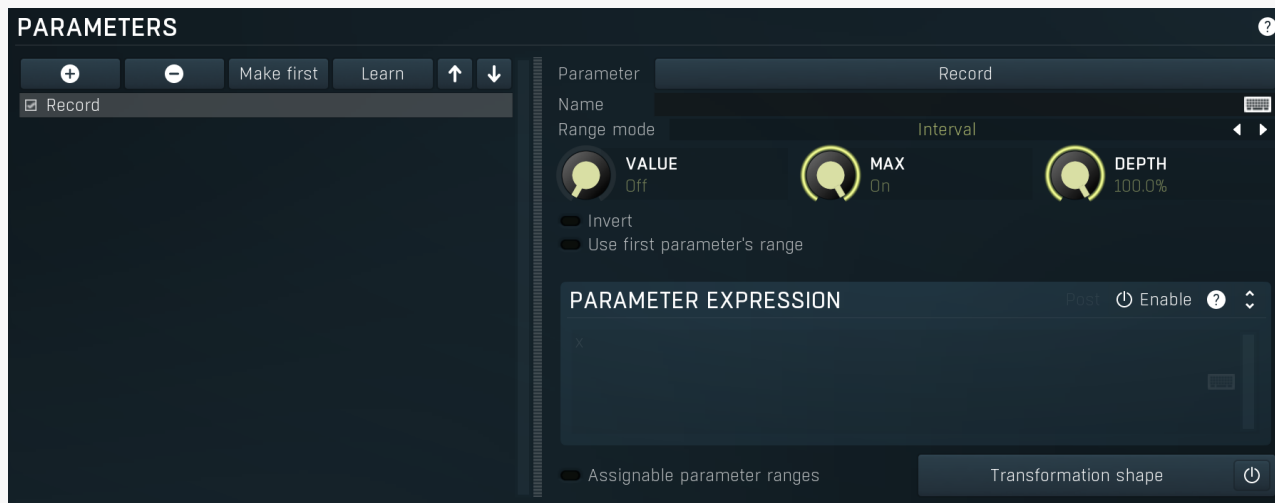 PARAMETERS
Make first Learn
Record
Parameter Record
Name
Range mode Interval
VALUE MAX DEPTH
Off On 100.0%
Invert
Use first parameter's range
PARAMETER EXPRESSION Post Enable
x
Assignable parameter ranges Transformation shape